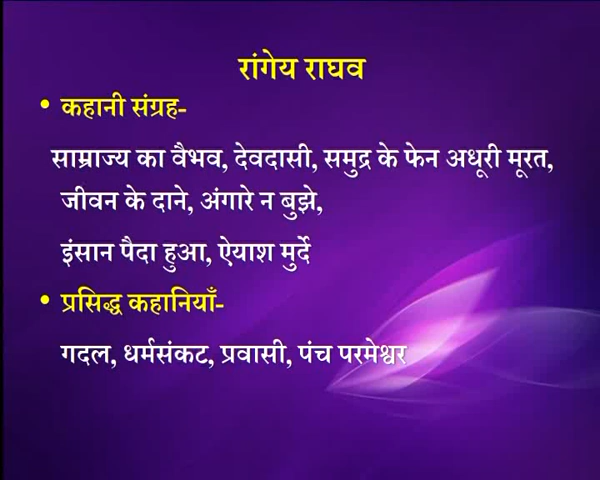 रांगेय राघव
• कहानी संग्रह-
साम्राज्य का वैभव, देवदासी, समुद्र के फेन अधूरी मूरत,
जीवन के दाने, अंगारे न बुझे,
इंसान पैदा हुआ, ऐयाश मुर्दे
• प्रसिद्ध कहानियाँ-
गदल, धर्मसंकट, प्रवासी, पंच परमेश्वर